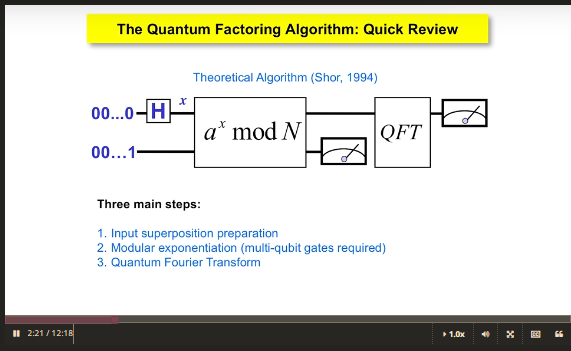 The Quantum Factoring Algorithm: Quick Review
Theoretical Algorithm (Shor, 1994)
00...0 H x
a^x mod N
QFT
00...1
Three main steps:
1. Input superposition preparation
2. Modular exponentiation (multi-qubit gates required)
3. Quantum Fourier Transform
2:21 / 12:18
1.0x
CC